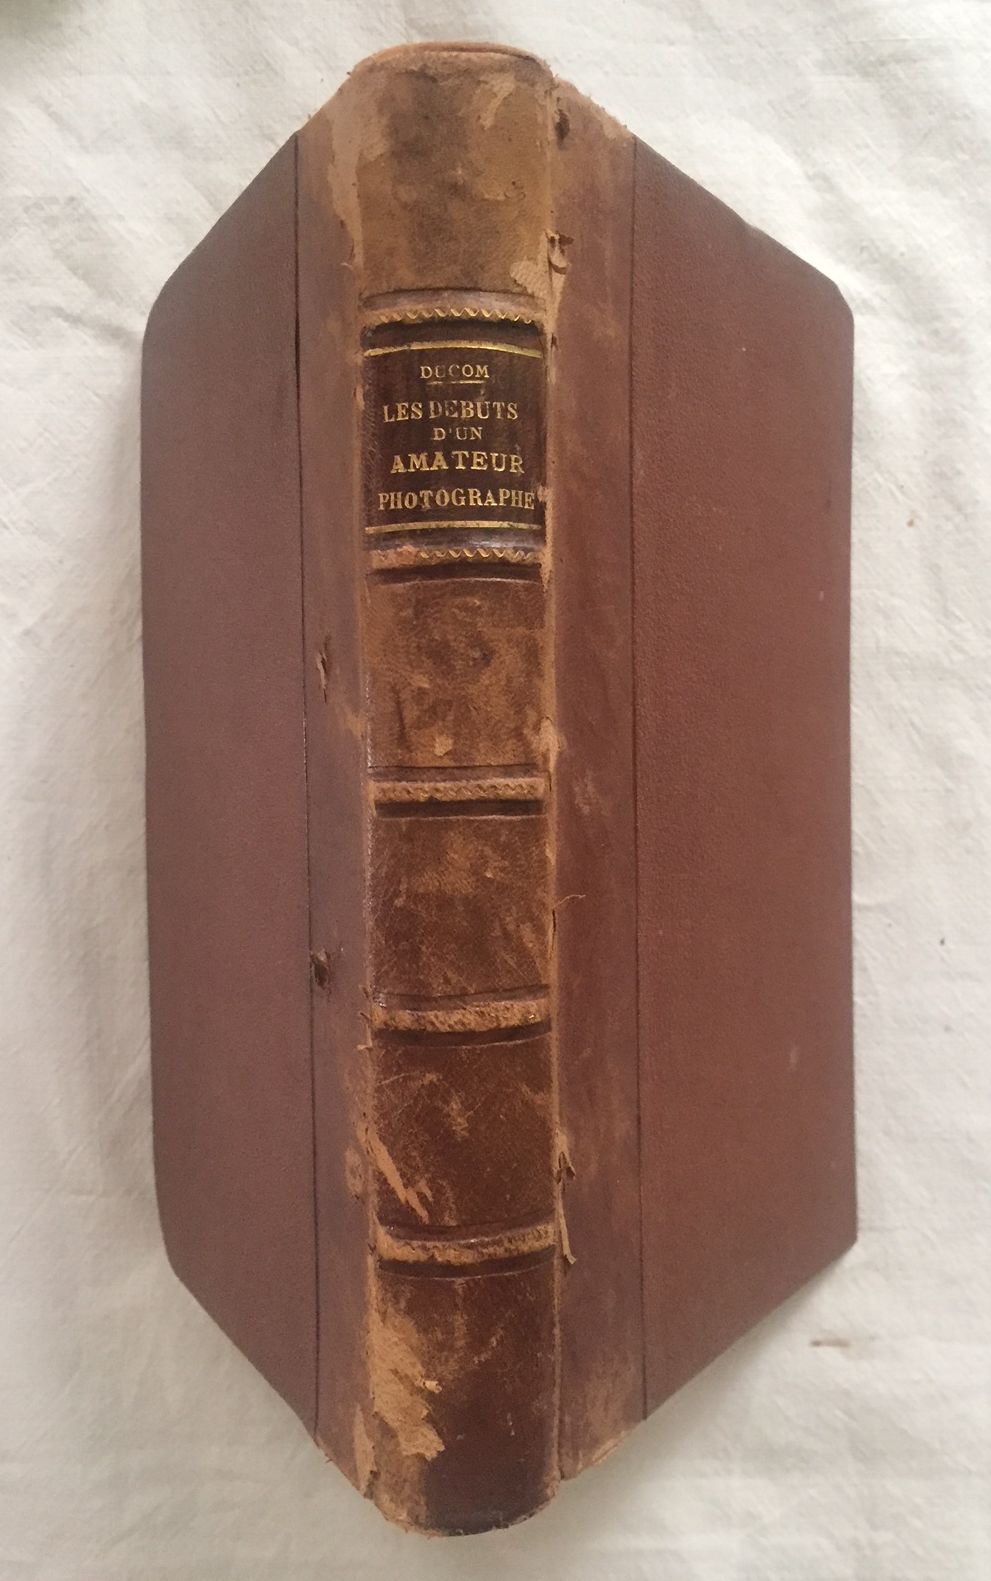 DUCOM
LES DEBUTS
D'UN
AMATEUR
PHOTOGRAPHE